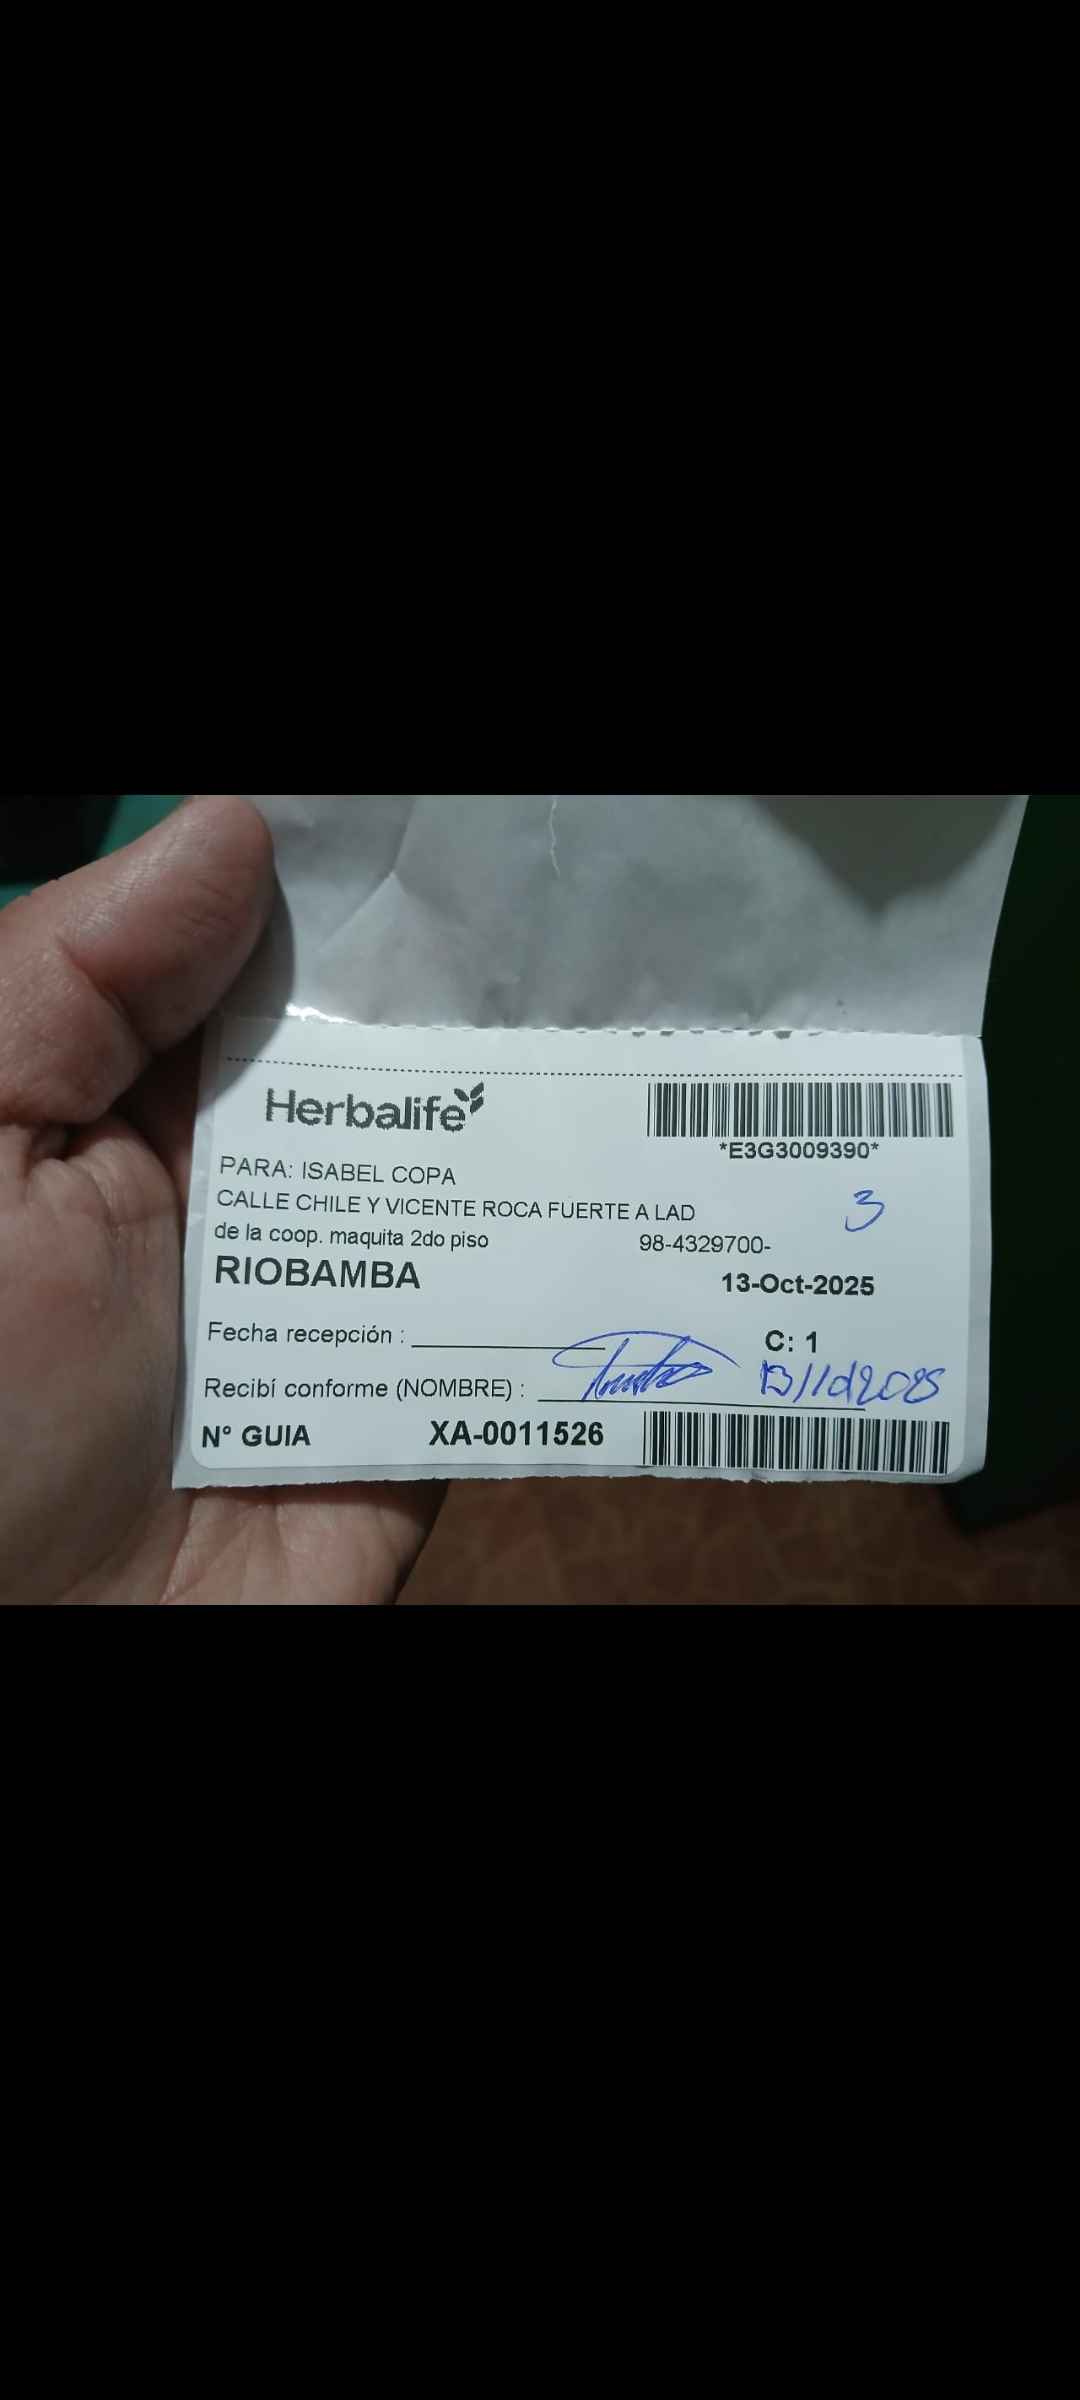 Herbalife
*E3G3009390*
PARA: ISABEL COPA
3
CALLE CHILE Y VICENTE ROCA FUERTE A LAD
de la coop. maquita 2do piso 98-4329700-
RIOBAMBA 13-Oct-2025
Fecha recepción : C: 1
Recibí conforme (NOMBRE) :
N° GUIA XA-0011526